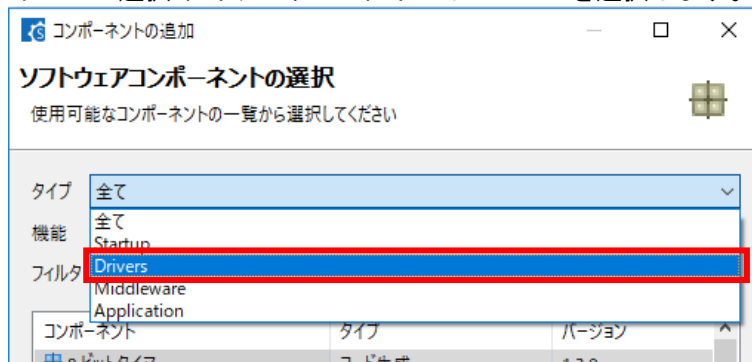 コンポーネントの追加
ソフトウェアコンポーネントの選択
使用可能なコンポーネントの一覧から選択してください
タイプ 全て
全て
機能
Startup
Drivers
フィルタ
Middleware
Application
コンポーネント タイプ バージョン